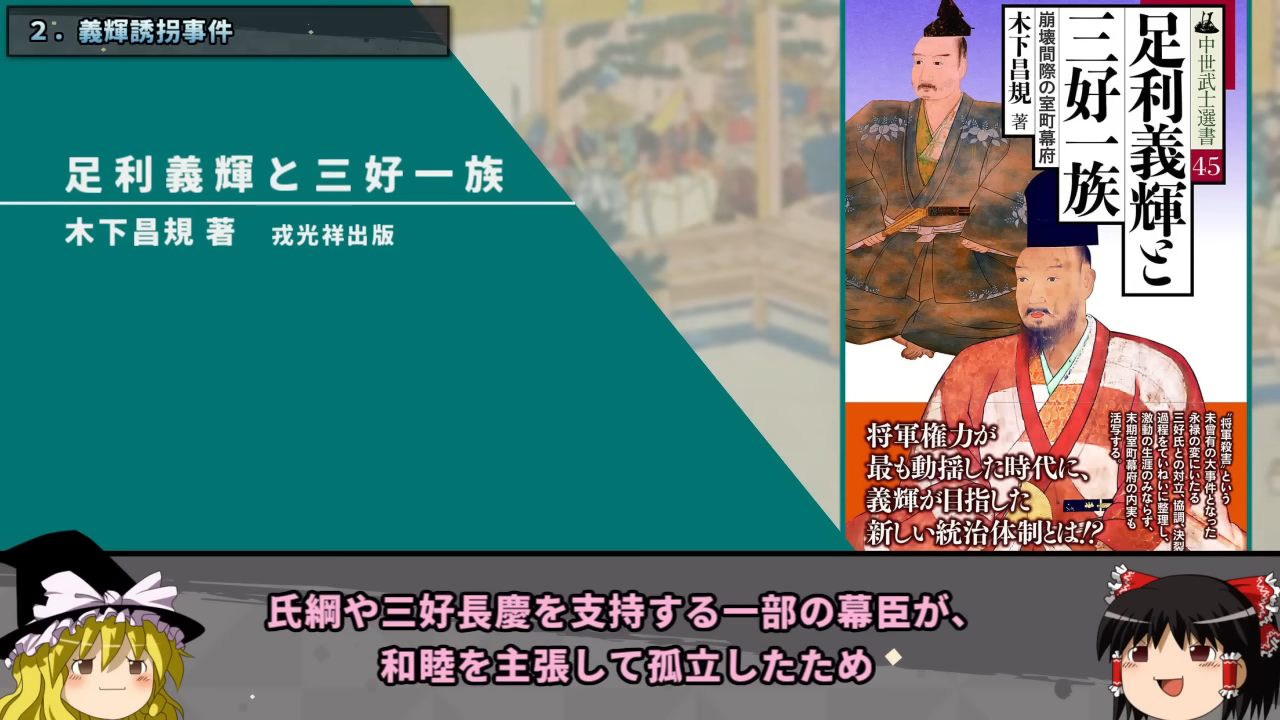 2．義輝誘拐事件
足利義輝と三好一族
木下昌規 著　戎光祥出版
中世武士選書 45
足利義輝と
三好一族
崩壊間際の室町幕府
木下昌規 著
"将軍殺害"という
未曾有の大事件となった
永禄の変にいたる
三好氏との対立、協調、決裂
過程をていねいに整理し、
激動の生涯のみならず、
末期室町幕府の内実も
活写する。
将軍権力が
最も動揺した時代に、
義輝が目指した
新しい統治体制とは!?
氏綱や三好長慶を支持する一部の幕臣が、
和睦を主張して孤立したため